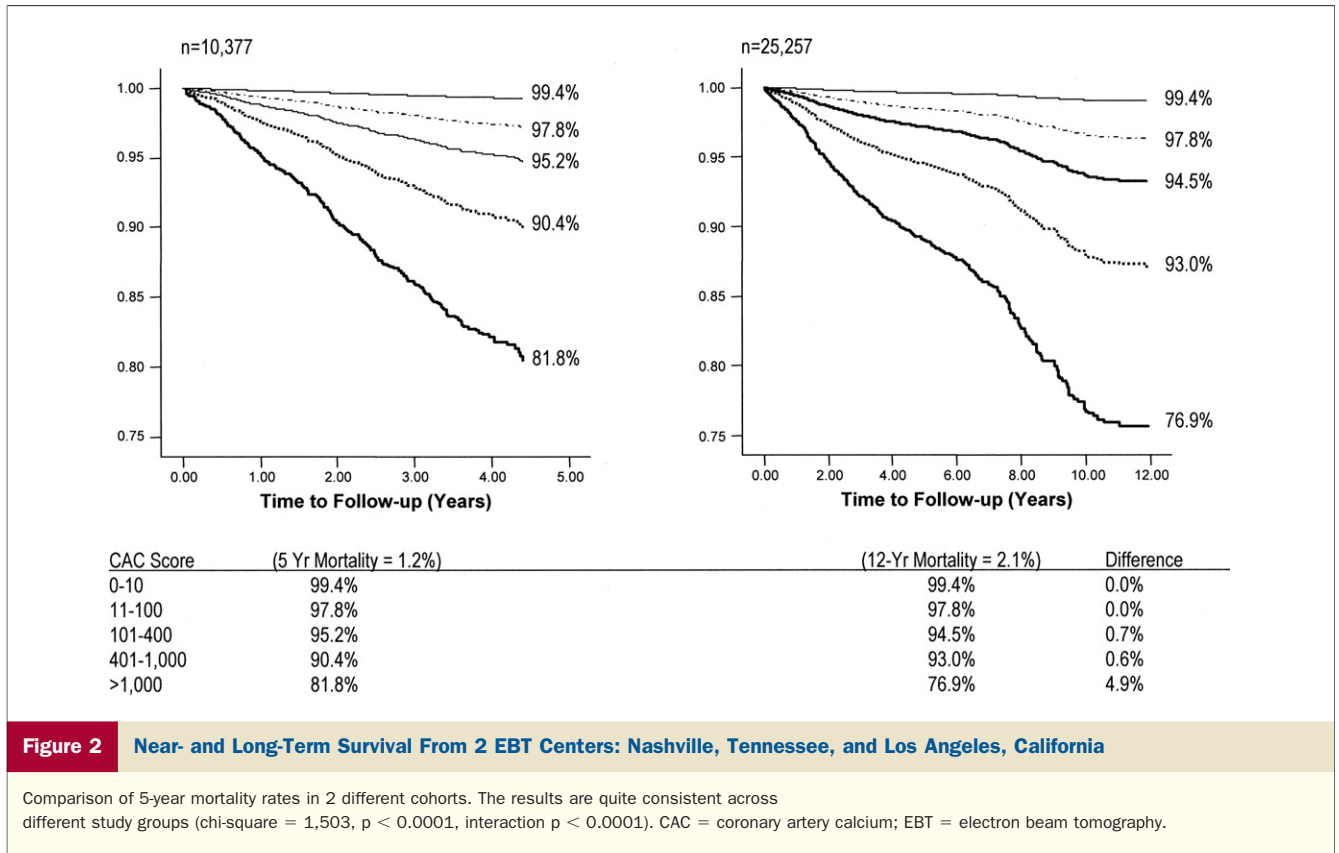 n=10,377
1.00
0.95
0.90
0.85
0.80
0.75
99.4%
97.8%
95.2%
90.4%
81.8%
0.00 1.00 2.00 3.00 4.00 5.00
Time to Follow-up (Years)
n=25,257
1.00
0.95
0.90
0.85
0.80
0.75
99.4%
97.8%
94.5%
93.0%
76.9%
0.00 2.00 4.00 6.00 8.00 10.00 12.00
Time to Follow-up (Years)
CAC Score (5 Yr Mortality = 1.2%) (12-Yr Mortality = 2.1%) Difference
0-10 99.4% 99.4% 0.0%
11-100 97.8% 97.8% 0.0%
101-400 95.2% 94.5% 0.7%
401-1,000 90.4% 93.0% 0.6%
>1,000 81.8% 76.9% 4.9%
Figure 2 Near- and Long-Term Survival From 2 EBT Centers: Nashville, Tennessee, and Los Angeles, California
Comparison of 5-year mortality rates in 2 different cohorts. The results are quite consistent across
different study groups (chi-square = 1,503, p < 0.0001, interaction p < 0.0001). CAC = coronary artery calcium; EBT = electron beam tomography.